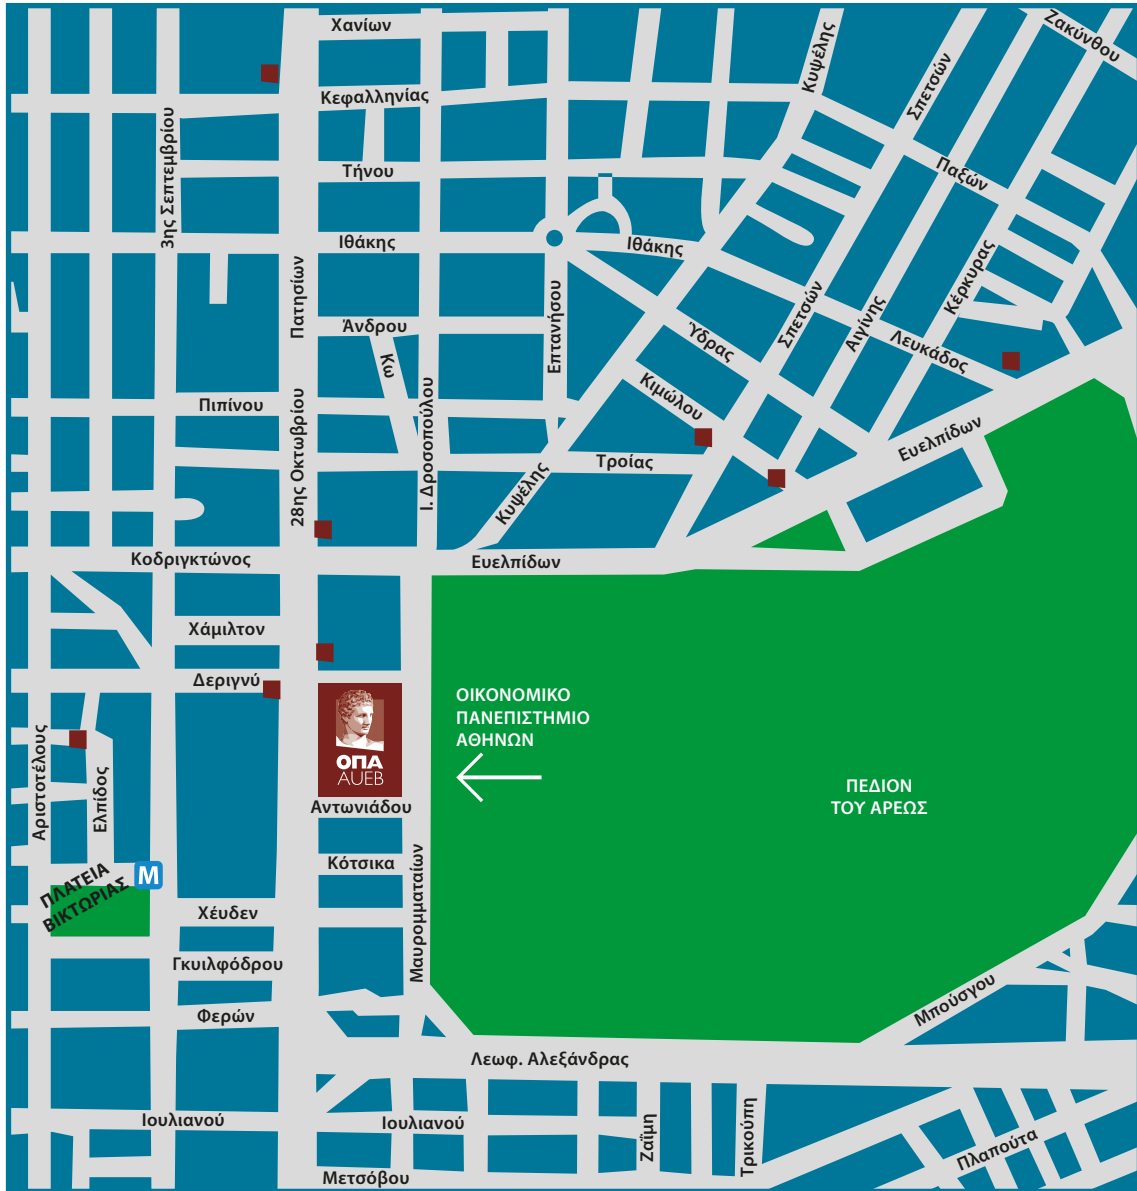 Χανίων
Ζακύνθου
Κυψέλης
Σπετσών
Κεφαλληνίας
3ης Σεπτεμβρίου
Τήνου
Παξών
Ιθάκης
Ιθάκης
Πατησίων
Επτανήσου
Κέρκυρας
Σπετσών
Αιγίνης
Άνδρου
Κω
Ύδρας
Λευκάδος
Κιμώλου
Πιπίνου
28ης Οκτωβρίου
Ι. Δροσοπούλου
Ευελπίδων
Τροίας
Κυψέλης
Κοδριγκτώνος
Ευελπίδων
Χάμιλτον
Δεριγνύ
ΟΙΚΟΝΟΜΙΚΟ
ΠΑΝΕΠΙΣΤΗΜΙΟ
ΑΘΗΝΩΝ
ΟΠΑ
AUEB
Αριστοτέλους
Ελπίδος
ΠΕΔΙΟΝ
ΤΟΥ ΑΡΕΩΣ
Αντωνιάδου
Κότσικα
Μαυρομματαίων
M
ΠΛΑΤΕΙΑ
ΒΙΚΤΩΡΙΑΣ
Χέυδεν
Γκυιλφόδρου
Φερών
Μπούσγου
Λεωφ. Αλεξάνδρας
Ιουλιανού
Ιουλιανού
Ζαΐμη
Τρικούπη
Πλαπούτα
Μετσόβου